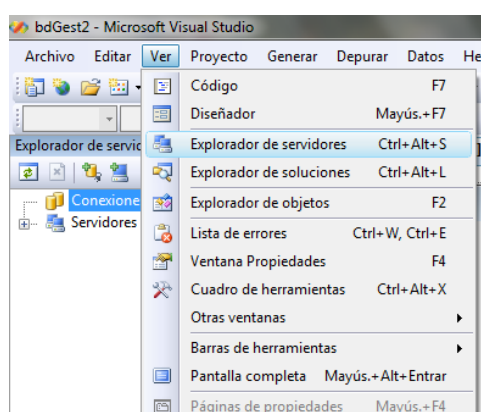 bdGest2 - Microsoft Visual Studio
Archivo Editar Ver Proyecto Generar Depurar Datos
Código F7
Diseñador Mayús.+F7
Explorador de servidores Ctrl+Alt+S
Explorador de soluciones Ctrl+Alt+L
Explorador de objetos F2
Lista de errores Ctrl+W, Ctrl+E
Ventana Propiedades F4
Cuadro de herramientas Ctrl+Alt+X
Otras ventanas
Barras de herramientas
Pantalla completa Mayús.+Alt+Entrar
Páginas de propiedades Mayús.+F4
Explorador de servic
Conexione
Servidores